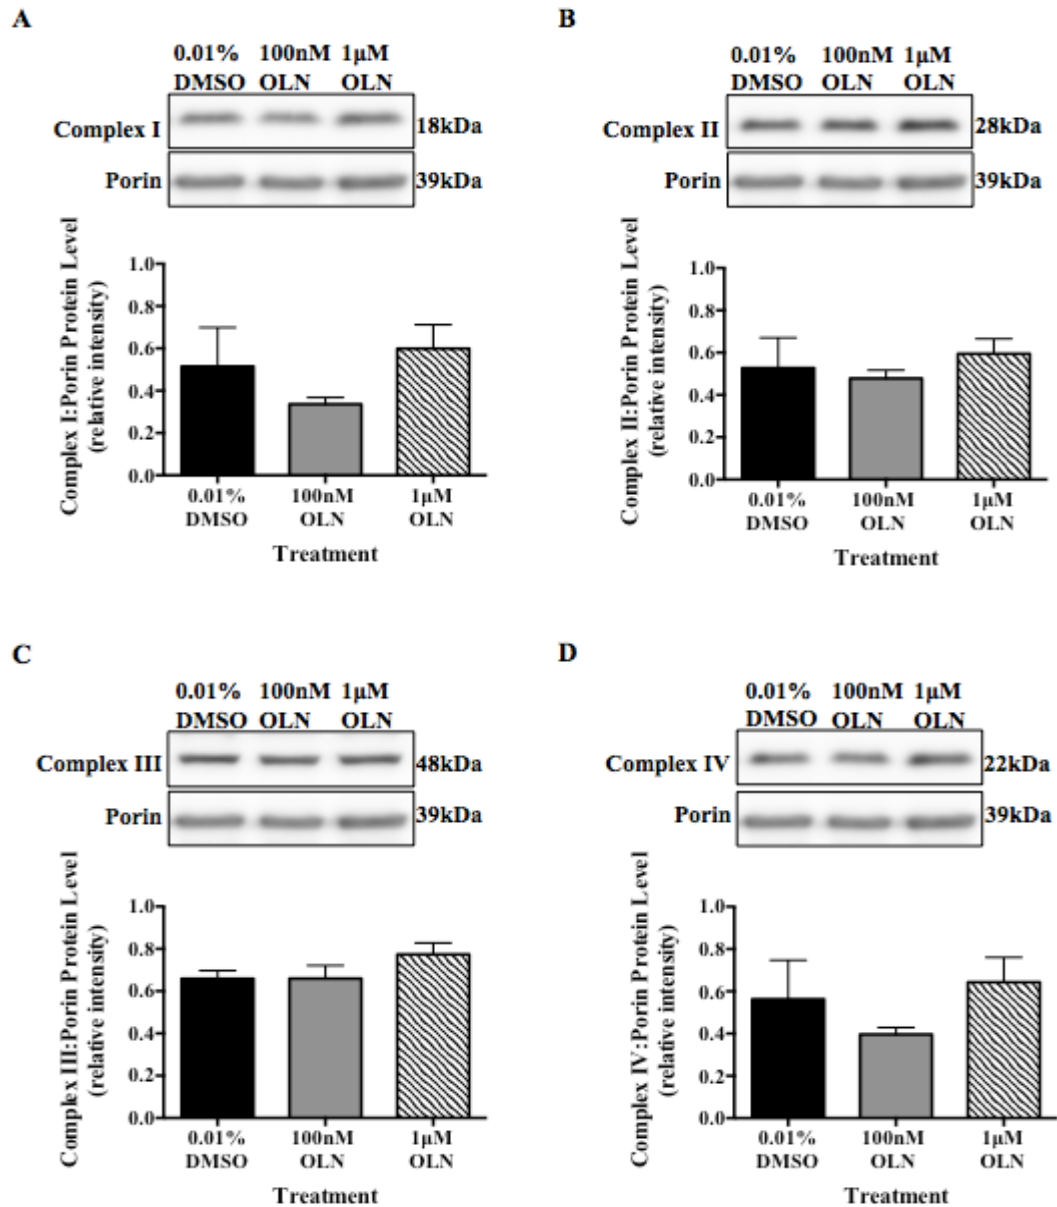 A
0.01% 100nM 1μM
DMSO OLN OLN
Complex I 18kDa
Porin 39kDa
Complex I:Porin Protein Level
(relative intensity)
1.0
0.8
0.6
0.4
0.2
0.0
0.01% 100nM 1μM
DMSO OLN OLN
Treatment
B
0.01% 100nM 1μM
DMSO OLN OLN
Complex II 28kDa
Porin 39kDa
Complex II:Porin Protein Level
(relative intensity)
1.0
0.8
0.6
0.4
0.2
0.0
0.01% 100nM 1μM
DMSO OLN OLN
Treatment
C
0.01% 100nM 1μM
DMSO OLN OLN
Complex III 48kDa
Porin 39kDa
Complex III:Porin Protein Level
(relative intensity)
1.0
0.8
0.6
0.4
0.2
0.0
0.01% 100nM 1μM
DMSO OLN OLN
Treatment
D
0.01% 100nM 1μM
DMSO OLN OLN
Complex IV 22kDa
Porin 39kDa
Complex IV:Porin Protein Level
(relative intensity)
1.0
0.8
0.6
0.4
0.2
0.0
0.01% 100nM 1μM
DMSO OLN OLN
Treatment